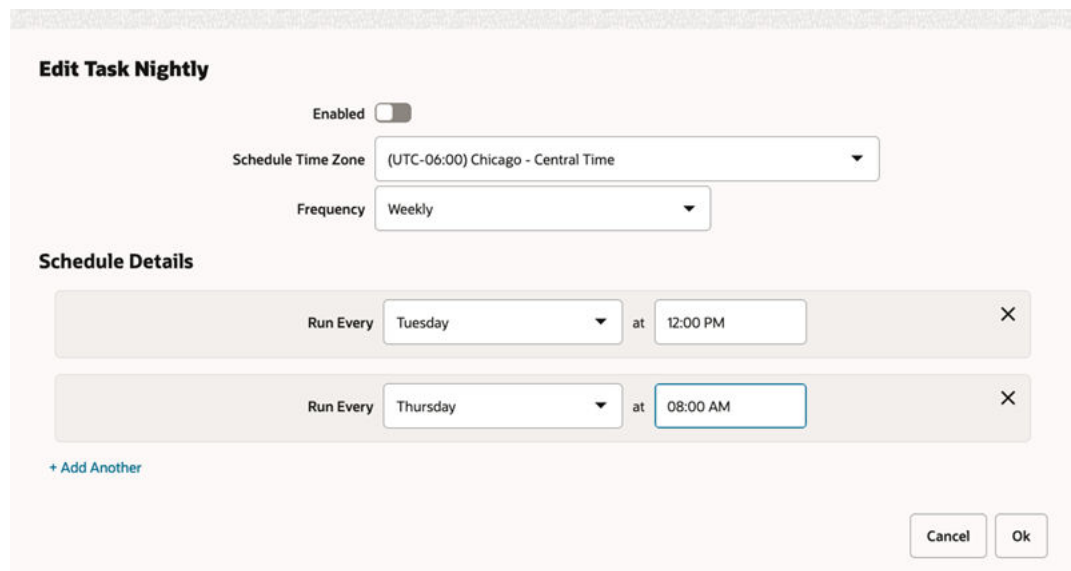 Edit Task Nightly
Enabled
Schedule Time Zone (UTC-06:00) Chicago - Central Time
Frequency Weekly
Schedule Details
Run Every Tuesday at 12:00 PM
Run Every Thursday at 08:00 AM
+ Add Another
Cancel Ok